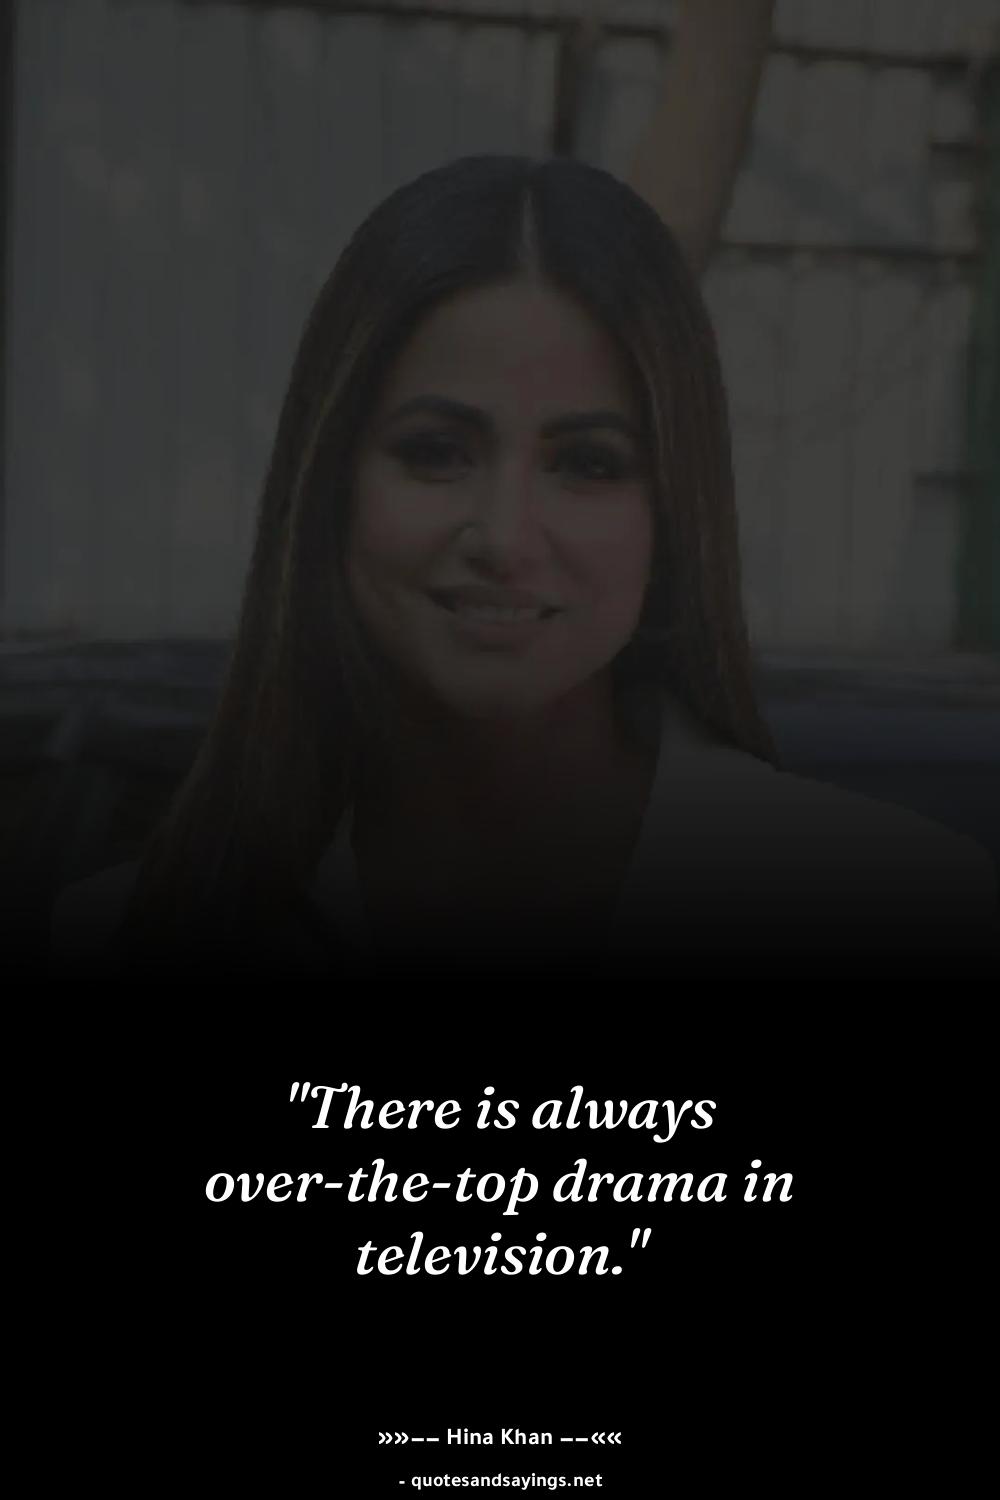 "There is always
over-the-top drama in
television."
»»−− Hina Khan −−««
- quotesandsayings.net